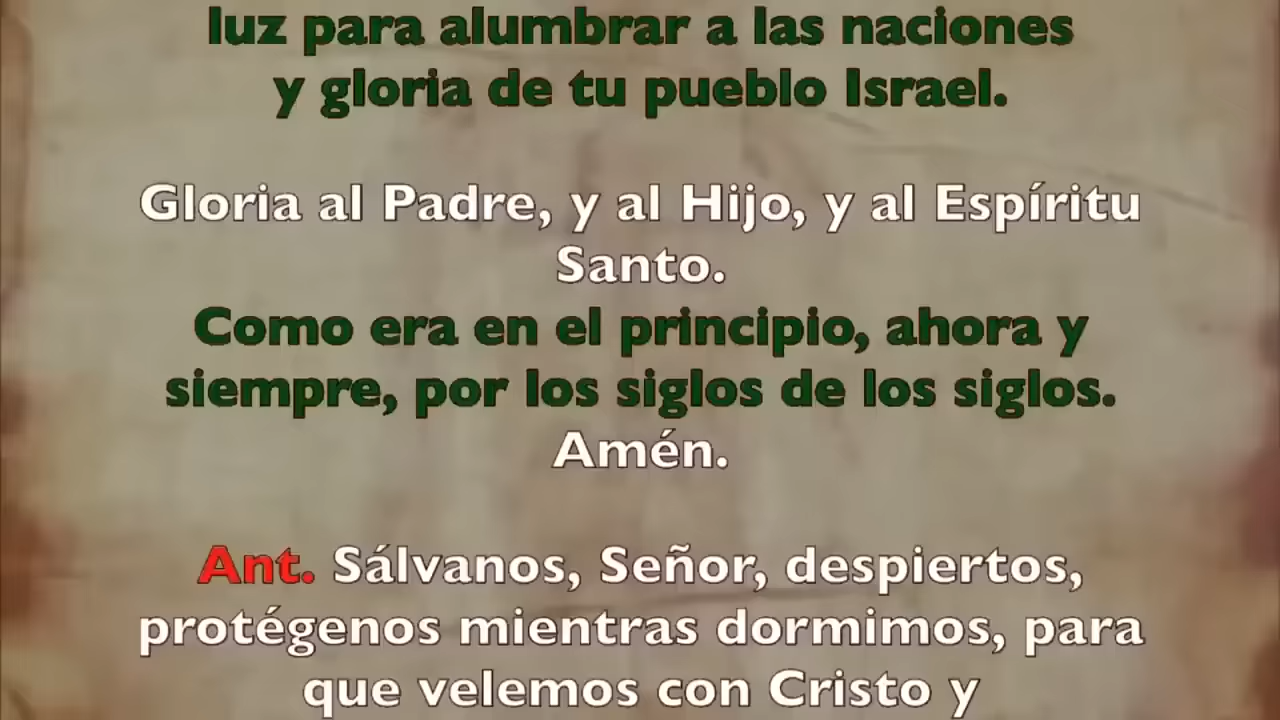 luz para alumbrar a las naciones
y gloria de tu pueblo Israel.
Gloria al Padre, y al Hijo, y al Espíritu
Santo.
Como era en el principio, ahora y
siempre, por los siglos de los siglos.
Amén.
Ant. Sálvanos, Señor, despiertos,
protégenos mientras dormimos, para
que velemos con Cristo y